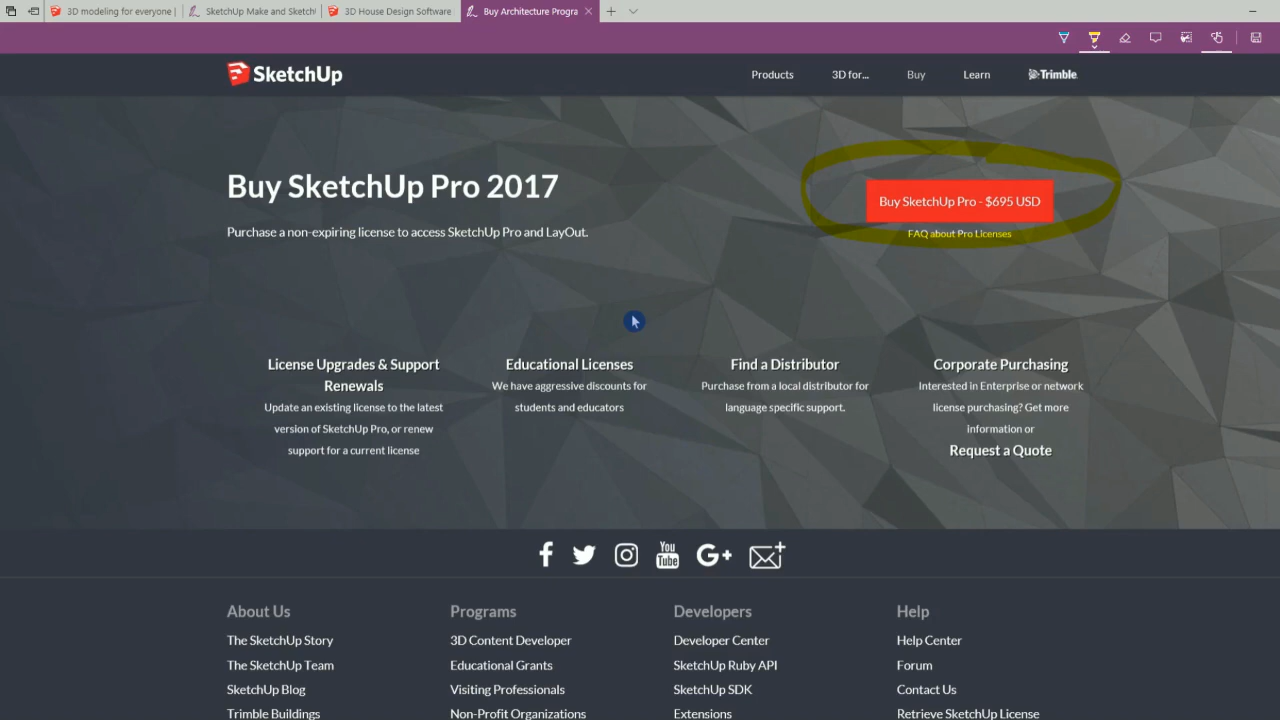 3D modeling for everyone |
SketchUp Make and Sketch
3D House Design Software
Buy Architecture Progra
SketchUp
Products
3D for...
Buy
Learn
Trimble
Buy SketchUp Pro 2017
Buy SketchUp Pro - $695 USD
Purchase a non-expiring license to access SketchUp Pro and LayOut.
FAQ about Pro Licenses
License Upgrades & Support
Renewals
Update an existing license to the latest
version of SketchUp Pro, or renew
support for a current license
Educational Licenses
We have aggressive discounts for
students and educators
Find a Distributor
Purchase from a local distributor for
language specific support.
Corporate Purchasing
Interested in Enterprise or network
license purchasing? Get more
information or
Request a Quote
You
Tube
G+
About Us
The SketchUp Story
The SketchUp Team
SketchUp Blog
Trimble Buildings
Programs
3D Content Developer
Educational Grants
Visiting Professionals
Non-Profit Organizations
Developers
Developer Center
SketchUp Ruby API
SketchUp SDK
Extensions
Help
Help Center
Forum
Contact Us
Retrieve SketchUp License